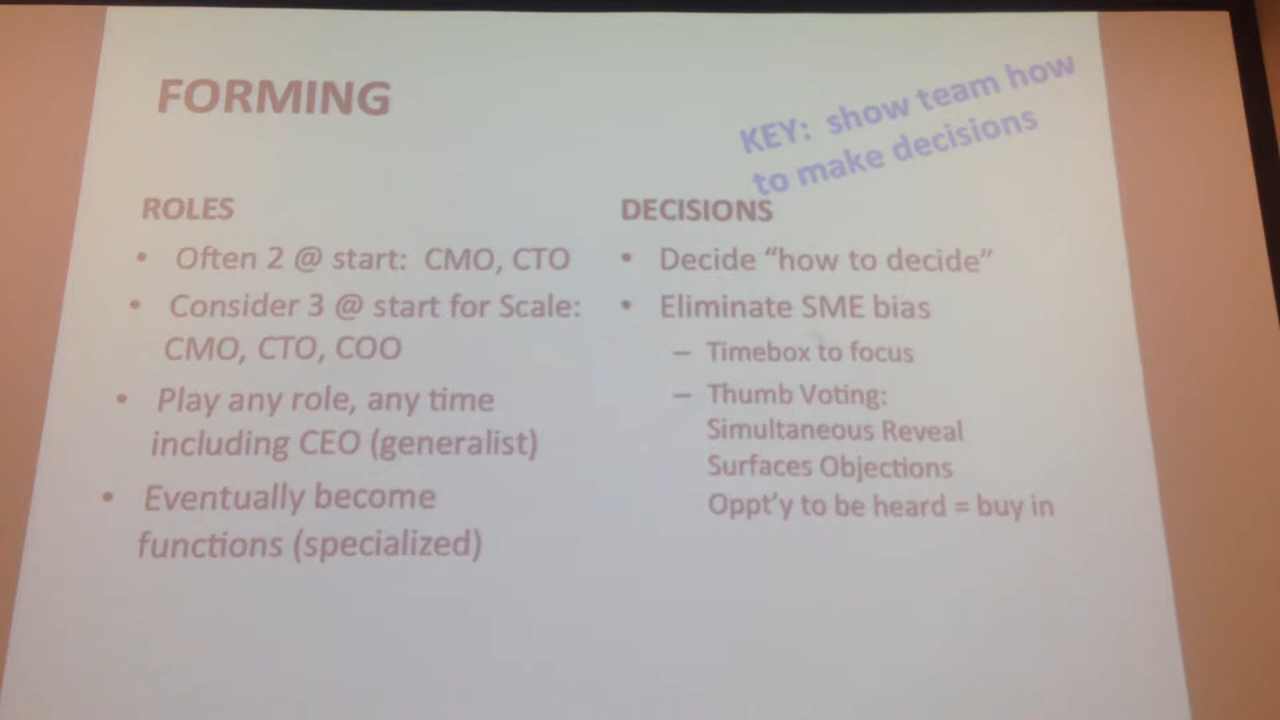 FORMING
KEY: show team how
to make decisions
ROLES
• Often 2 @ start: CMO, CTO
• Consider 3 @ start for Scale:
CMO, CTO, COO
• Play any role, any time
including CEO (generalist)
• Eventually become
functions (specialized)
DECISIONS
• Decide “how to decide”
• Eliminate SME bias
– Timebox to focus
– Thumb Voting:
Simultaneous Reveal
Surfaces Objections
Oppt’y to be heard = buy in